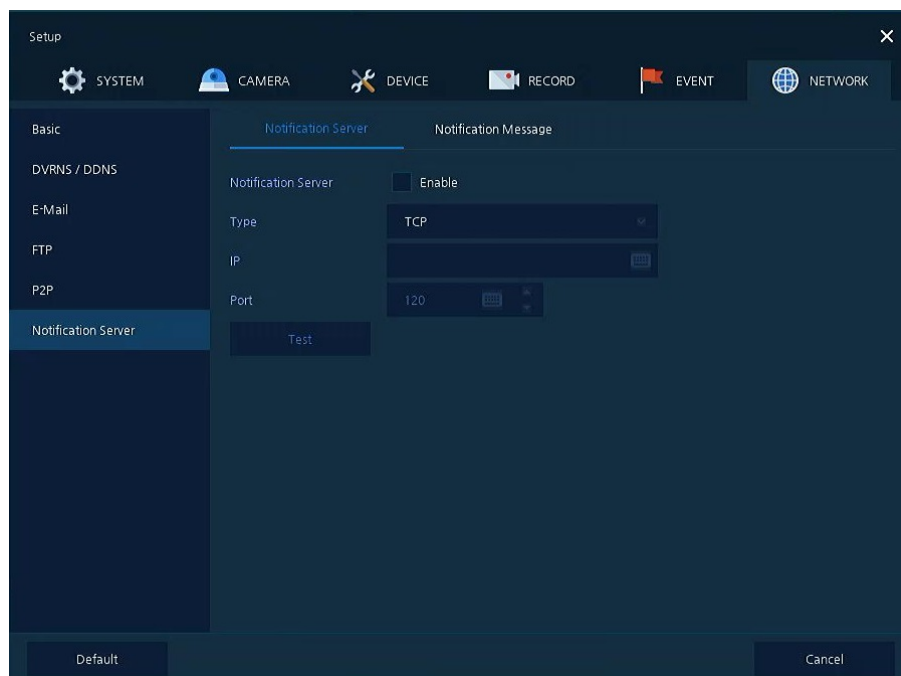 Setup
SYSTEM CAMERA DEVICE RECORD EVENT NETWORK
Basic
DVRNS / DDNS
E-Mail
FTP
P2P
Notification Server
Notification Server Notification Message
Notification Server Enable
Type TCP
IP
Port 120
Test
Default Cancel